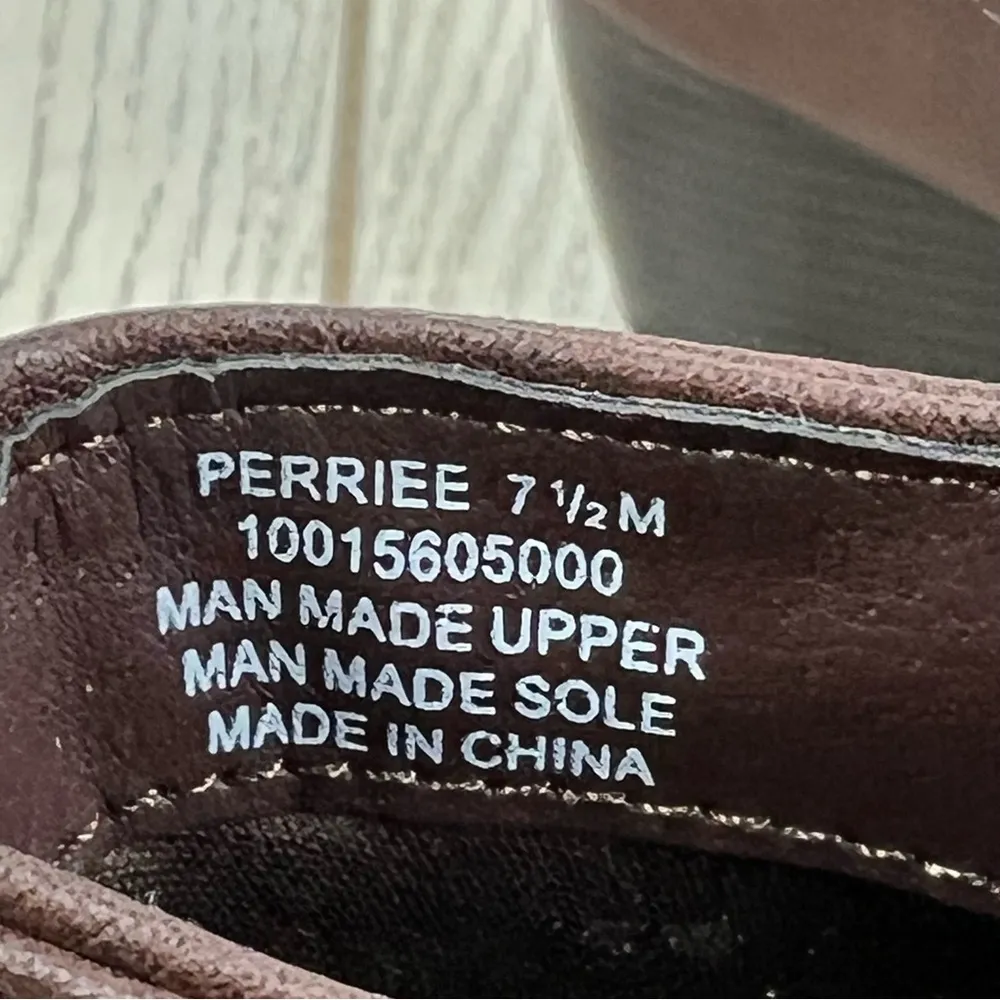 PERRIEE 7 ½ M
10015605000
MAN MADE UPPER
MAN MADE SOLE
MADE IN CHINA